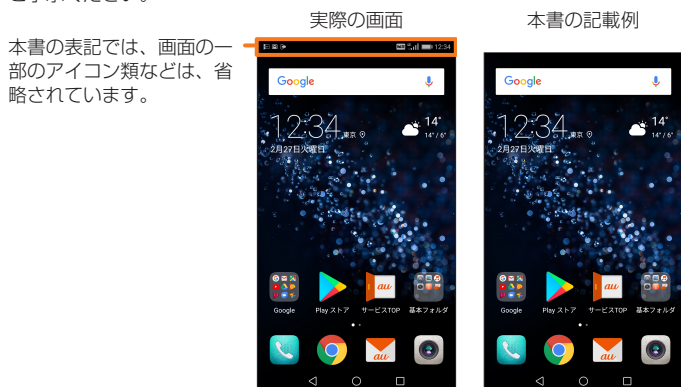 実際の画面
本書の記載例
本書の表記では、画面の一
部のアイコン類などは、省
略されています。
12:34
Google
12:34 東京
2月27日火曜日
14°
14° / 6°
Google
Play ストア
サービスTOP
基本フォルダ
au
au
Google
12:34 東京
2月27日火曜日
14°
14° / 6°
Google
Play ストア
サービスTOP
基本フォルダ
au
au